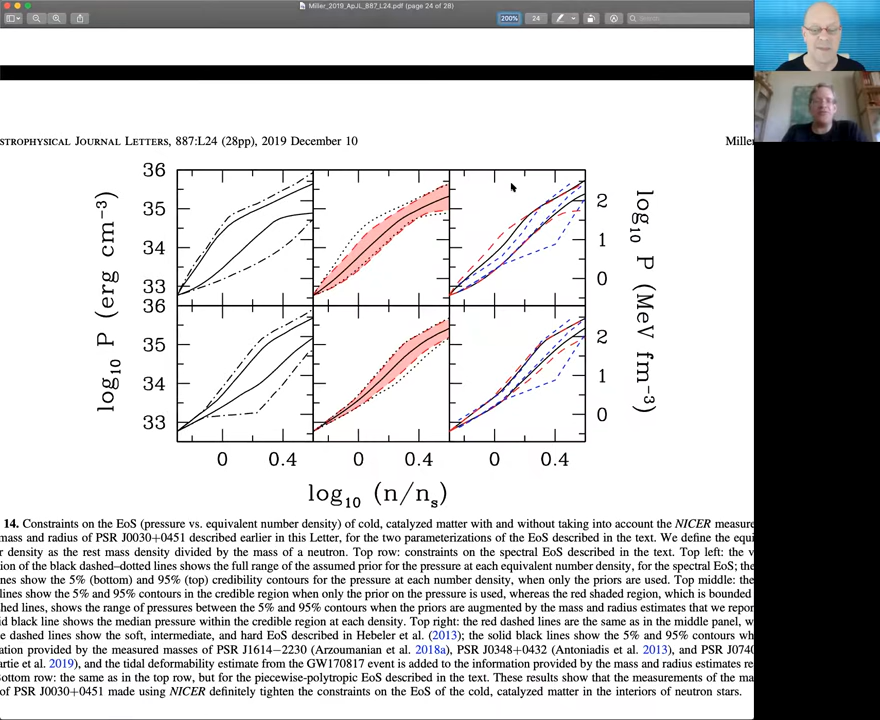 Miller_2019_ApJL_887_L24.pdf (page 24 of 28)
200%
24
Search
STROPHYSICAL JOURNAL LETTERS, 887:L24 (28pp), 2019 December 10
Miller
36
35
34
33
36
35
34
33
log10 P (erg cm−3)
2
1
0
2
1
0
log10 P (MeV fm−3)
0 0.4 0 0.4 0 0.4
log10 (n/ns)
14. Constraints on the EoS (pressure vs. equivalent number density) of cold, catalyzed matter with and without taking into account the NICER measure
mass and radius of PSR J0030+0451 described earlier in this Letter, for the two parameterizations of the EoS described in the text. We define the equi
r density as the rest mass density divided by the mass of a neutron. Top row: constraints on the spectral EoS described in the text. Top left: the v
ion of the black dashed–dotted lines shows the full range of the assumed prior for the pressure at each equivalent number density, for the spectral EoS; the
nes show the 5% (bottom) and 95% (top) credibility contours for the pressure at each number density, when only the priors are used. Top middle: the
lines show the 5% and 95% contours in the credible region when only the prior on the pressure is used, whereas the red shaded region, which is bounded
shed lines, shows the range of pressures between the 5% and 95% contours when the priors are augmented by the mass and radius estimates that we repor
id black line shows the median pressure within the credible region at each density. Top right: the red dashed lines are the same as in the middle panel, w
e dashed lines show the soft, intermediate, and hard EoS described in Hebeler et al. (2013); the solid black lines show the 5% and 95% contours wh
ation provided by the measured masses of PSR J1614−2230 (Arzoumanian et al. 2018a), PSR J0348+0432 (Antoniadis et al. 2013), and PSR J0740
artie et al. 2019), and the tidal deformability estimate from the GW170817 event is added to the information provided by the mass and radius estimates re
Bottom row: the same as in the top row, but for the piecewise-polytropic EoS described in the text. These results show that the measurements of the ma
of PSR J0030+0451 made using NICER definitely tighten the constraints on the EoS of the cold, catalyzed matter in the interiors of neutron stars.